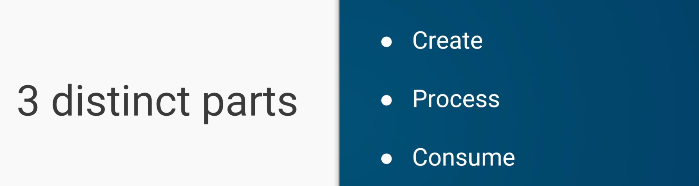 3 distinct parts
● Create
● Process
● Consume